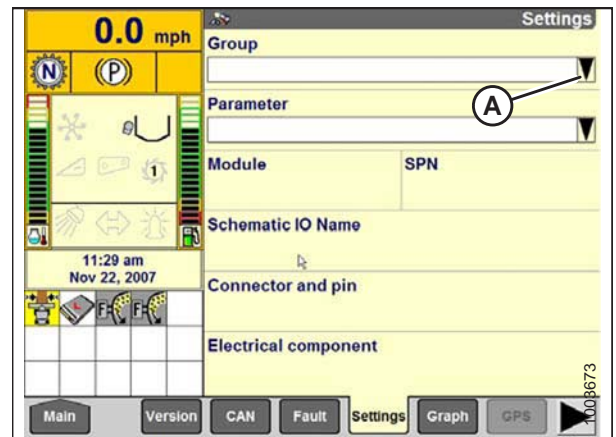 0.0 mph
Settings
N
(P)
Group
A
Parameter
1
Module
SPN
Schematic IO Name
11:29 am
Nov 22, 2007
Connector and pin
F
F
Electrical component
1003673
Main
Version
CAN
Fault
Settings
Graph
GPS